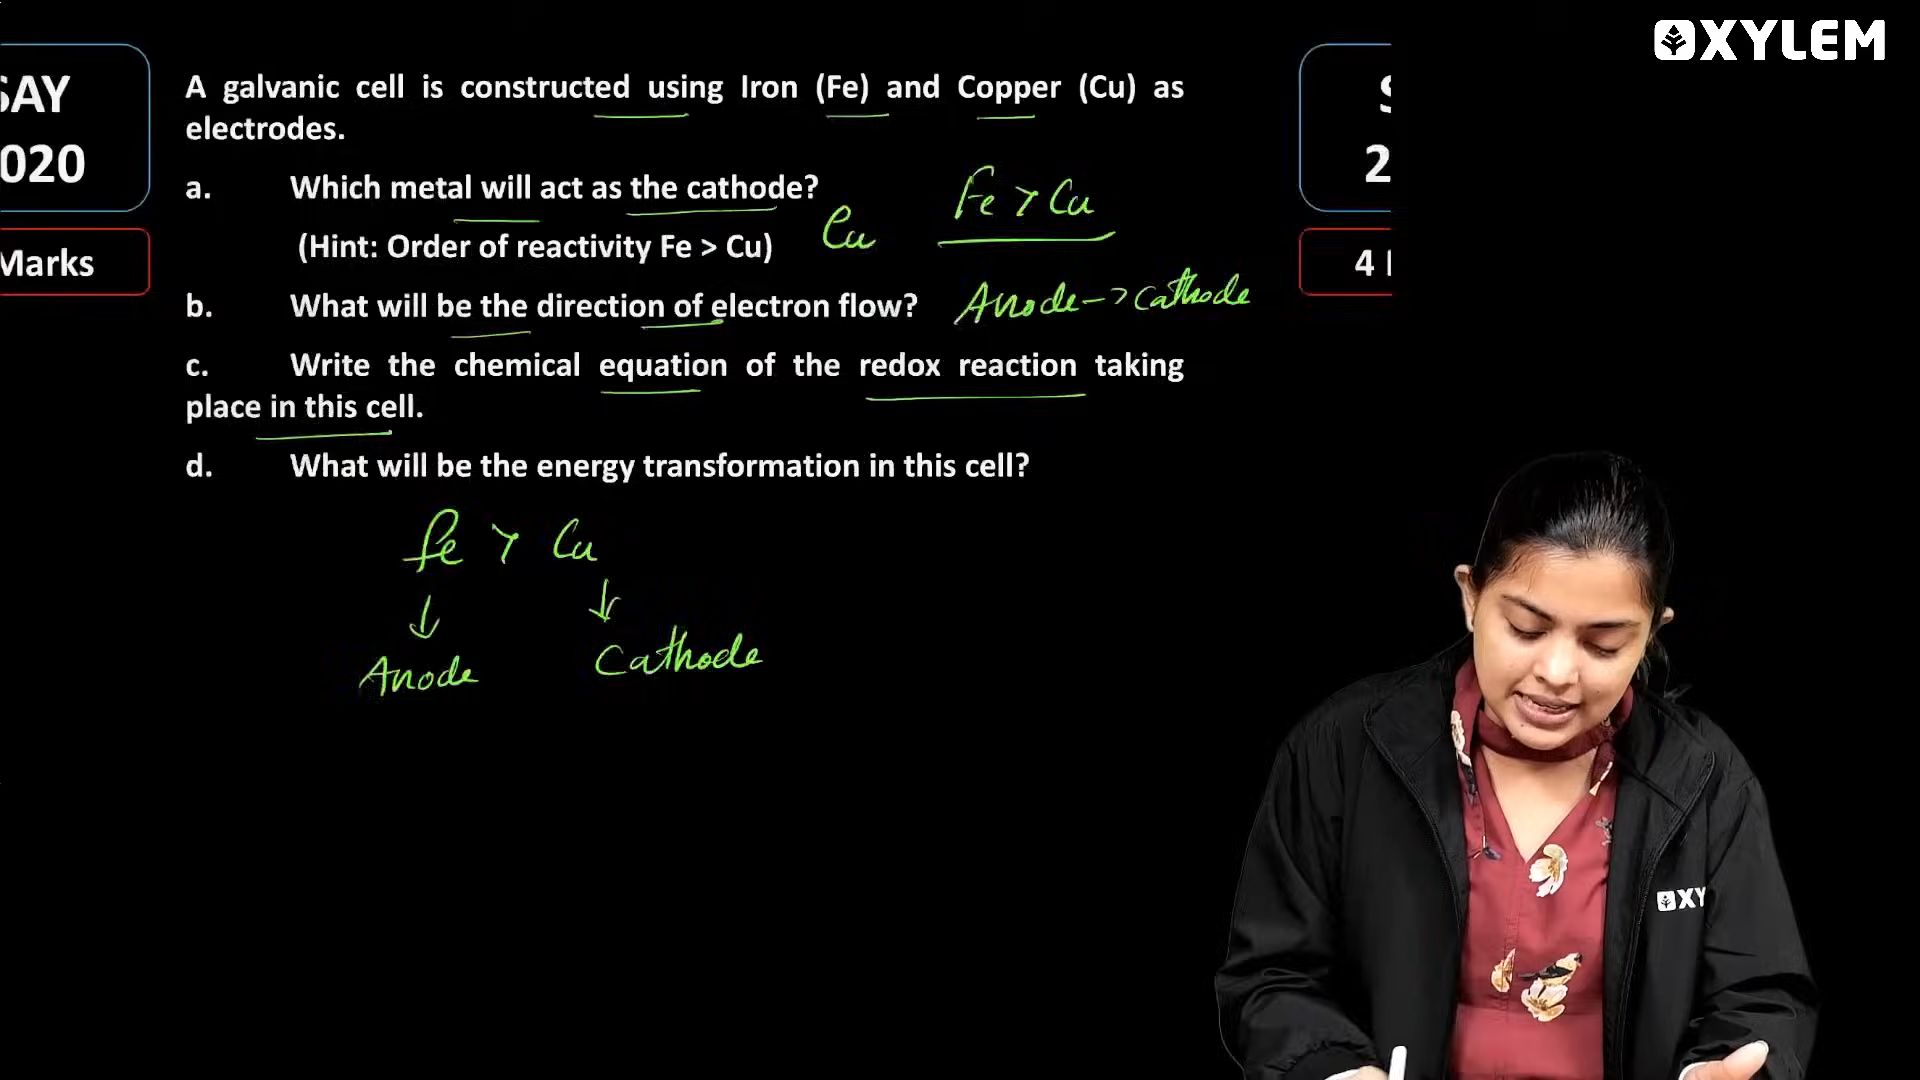 XYLEM
SAY
2020
Marks
A galvanic cell is constructed using Iron (Fe) and Copper (Cu) as
electrodes.
a. Which metal will act as the cathode?
(Hint: Order of reactivity Fe > Cu)
Cu
Fe > Cu
b. What will be the direction of electron flow?
Anode -> Cathode
c. Write the chemical equation of the redox reaction taking
place in this cell.
d. What will be the energy transformation in this cell?
Fe > Cu
Anode Cathode
S
2
4
XY